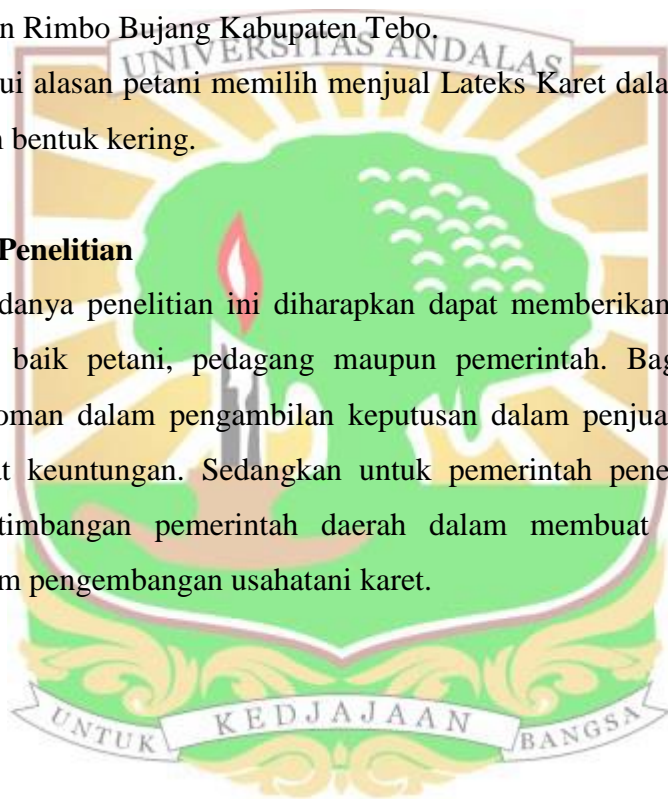 n Rimbo Bujang Kabupaten Tebo.
UNIVERSITAS ANDALAS
ui alasan petani memilih menjual Lateks Karet dala
bentuk kering.
Penelitian
danya penelitian ini diharapkan dapat memberikan
baik petani, pedagang maupun pemerintah. Bag
oman dalam pengambilan keputusan dalam penjua
t keuntungan. Sedangkan untuk pemerintah pene
timbangan pemerintah daerah dalam membuat
m pengembangan usahatani karet.
UNTUK KEDJAJAAN BANGSA